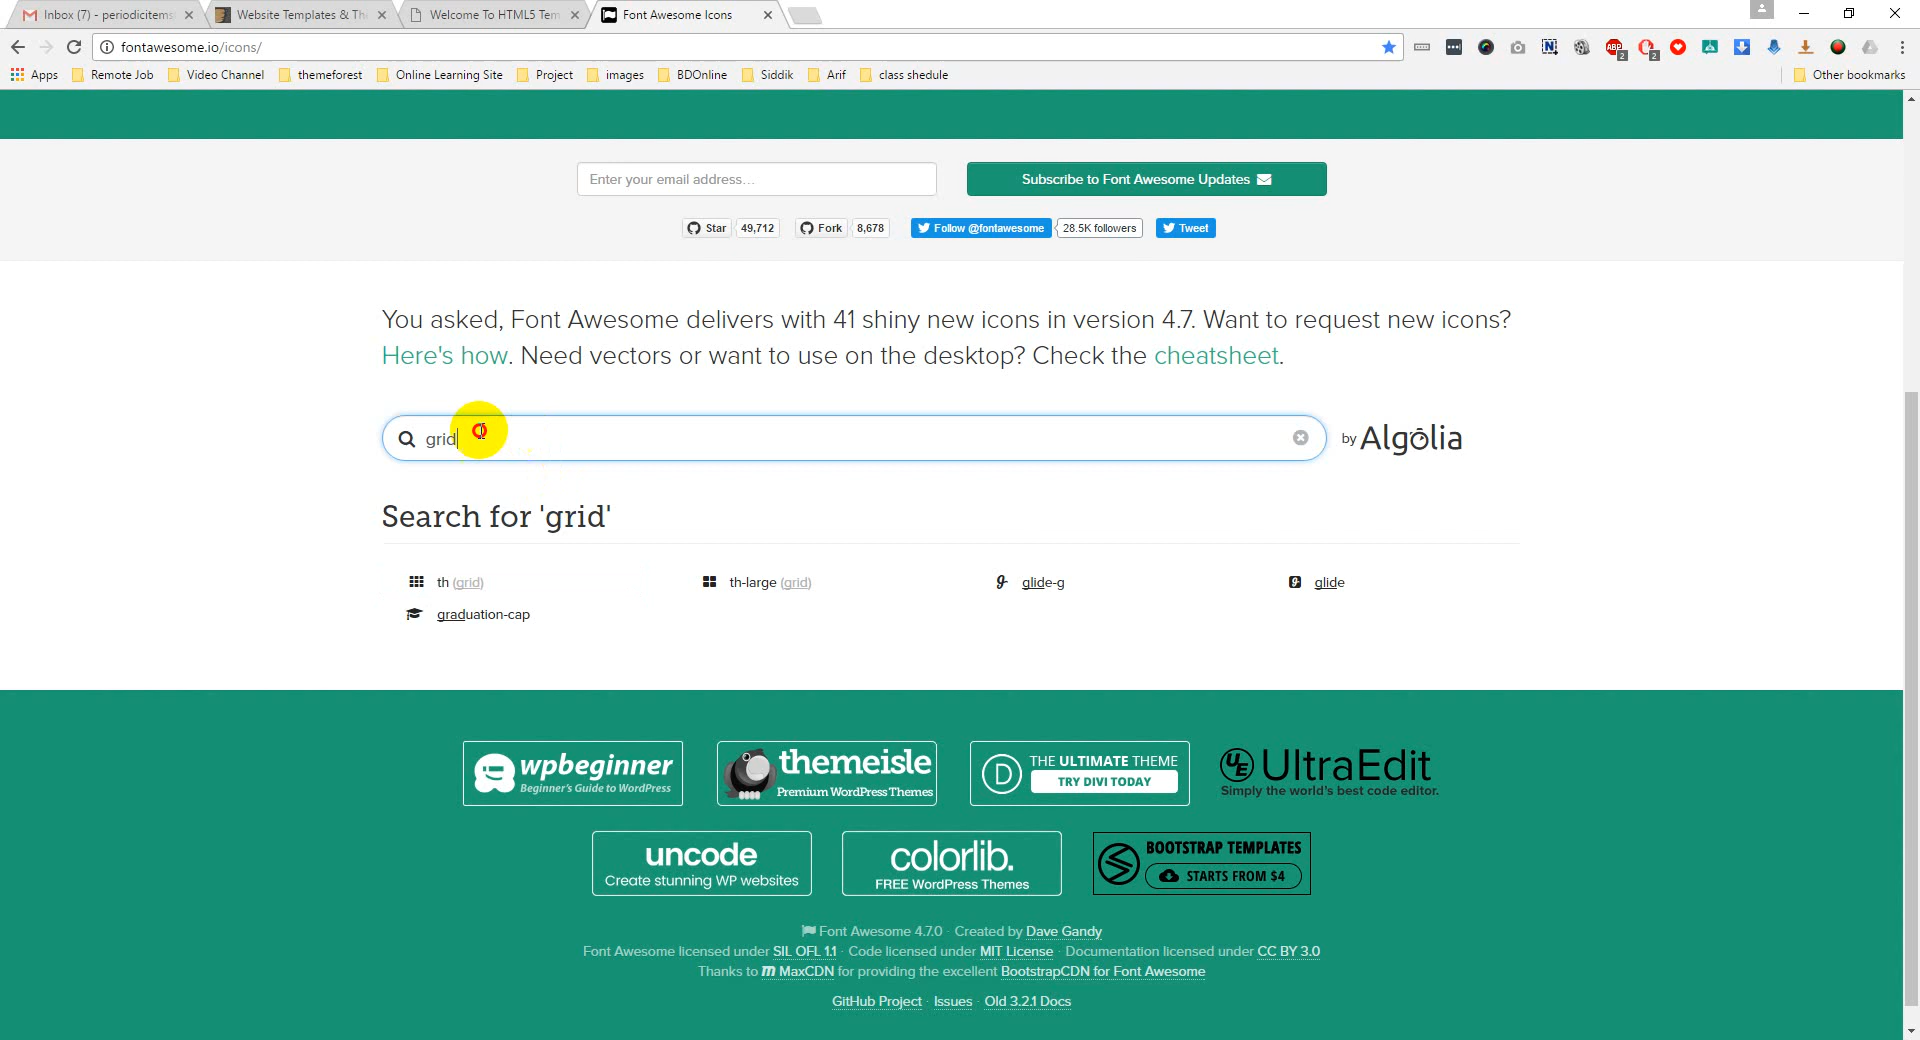 Inbox (7) - periodicitems
Website Templates & Th
Welcome To HTML5 Tem
Font Awesome Icons
fontawesome.io/icons/
Apps
Remote Job
Video Channel
themeforest
Online Learning Site
Project
images
BDOnline
Siddik
Arif
class shedule
Other bookmarks
ABP
2
2
Enter your email address...
Subscribe to Font Awesome Updates
Star
49,712
Fork
8,678
Follow @fontawesome
28.5K followers
Tweet
You asked, Font Awesome delivers with 41 shiny new icons in version 4.7. Want to request new icons?
Here's how. Need vectors or want to use on the desktop? Check the cheatsheet.
grid
by Algolia
Search for 'grid'
th (grid)
th-large (grid)
glide-g
glide
graduation-cap
wpbeginner
Beginner's Guide to WordPress
themeisle
Premium WordPress Themes
D
THE ULTIMATE THEME
TRY DIVI TODAY
UE UltraEdit
Simply the world's best code editor.
uncode
Create stunning WP websites
colorlib.
FREE WordPress Themes
BOOTSTRAP TEMPLATES
STARTS FROM $4
Font Awesome 4.7.0 · Created by Dave Gandy
Font Awesome licensed under SIL OFL 1.1 · Code licensed under MIT License · Documentation licensed under CC BY 3.0
Thanks to MaxCDN for providing the excellent BootstrapCDN for Font Awesome
GitHub Project · Issues · Old 3.2.1 Docs